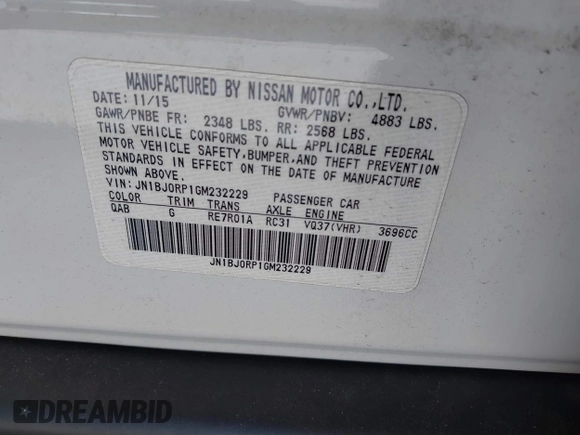 MANUFACTURED BY NISSAN MOTOR CO.,LTD.
DATE: 11/15 GVWR/PNBV: 4883 LBS.
GAWR/PNBE FR: 2348 LBS. RR: 2568 LBS.
THIS VEHICLE CONFORMS TO ALL APPLICABLE FEDERAL
MOTOR VEHICLE SAFETY,BUMPER,AND THEFT PREVENTION
STANDARDS IN EFFECT ON THE DATE OF MANUFACTURE
SHOWN ABOVE.
VIN: JN1BJ0RP1GM232229 PASSENGER CAR
COLOR TRIM TRANS AXLE ENGINE
QAB G RE7R01A RC31 VQ37(VHR) 3696CC
JN1BJ0RP1GM232229
DREAMBID